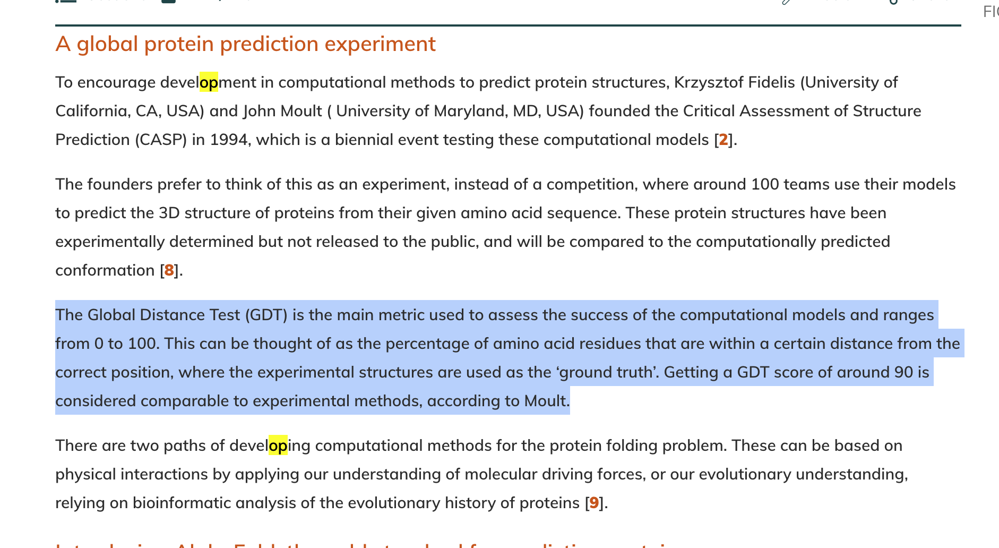 FIG
A global protein prediction experiment
To encourage development in computational methods to predict protein structures, Krzysztof Fidelis (University of
California, CA, USA) and John Moult ( University of Maryland, MD, USA) founded the Critical Assessment of Structure
Prediction (CASP) in 1994, which is a biennial event testing these computational models [2].
The founders prefer to think of this as an experiment, instead of a competition, where around 100 teams use their models
to predict the 3D structure of proteins from their given amino acid sequence. These protein structures have been
experimentally determined but not released to the public, and will be compared to the computationally predicted
conformation [8].
The Global Distance Test (GDT) is the main metric used to assess the success of the computational models and ranges
from 0 to 100. This can be thought of as the percentage of amino acid residues that are within a certain distance from the
correct position, where the experimental structures are used as the ‘ground truth’. Getting a GDT score of around 90 is
considered comparable to experimental methods, according to Moult.
There are two paths of developing computational methods for the protein folding problem. These can be based on
physical interactions by applying our understanding of molecular driving forces, or our evolutionary understanding,
relying on bioinformatic analysis of the evolutionary history of proteins [9].